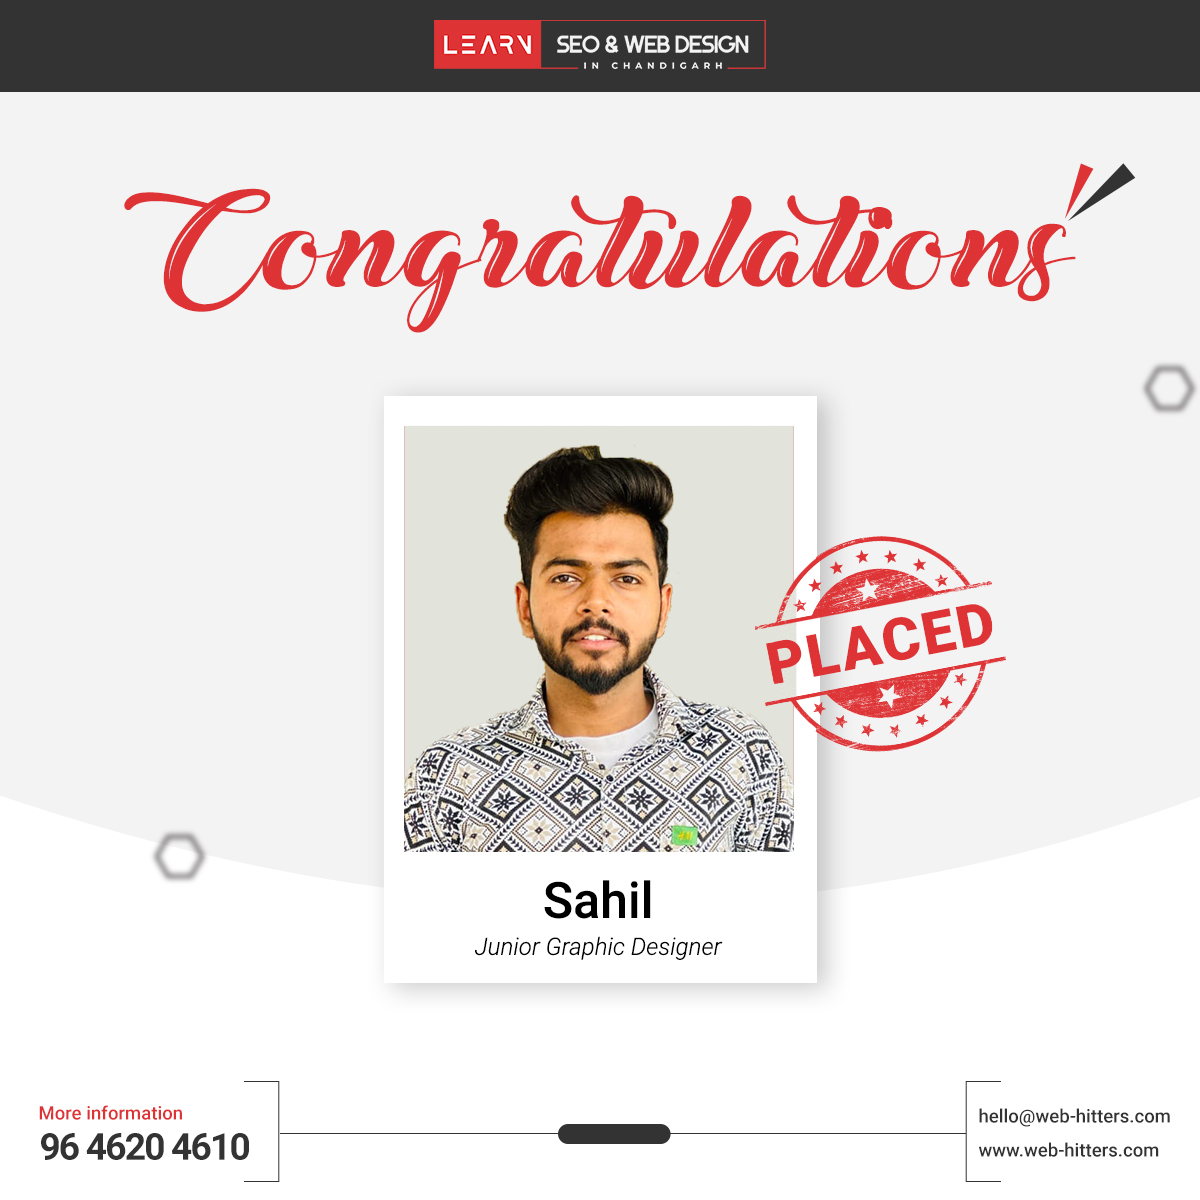 LEARN SEO & WEB DESIGN
IN CHANDIGARH
Congratulations
PLACED
Sahil
Junior Graphic Designer
More information
96 4620 4610
hello@web-hitters.com
www.web-hitters.com